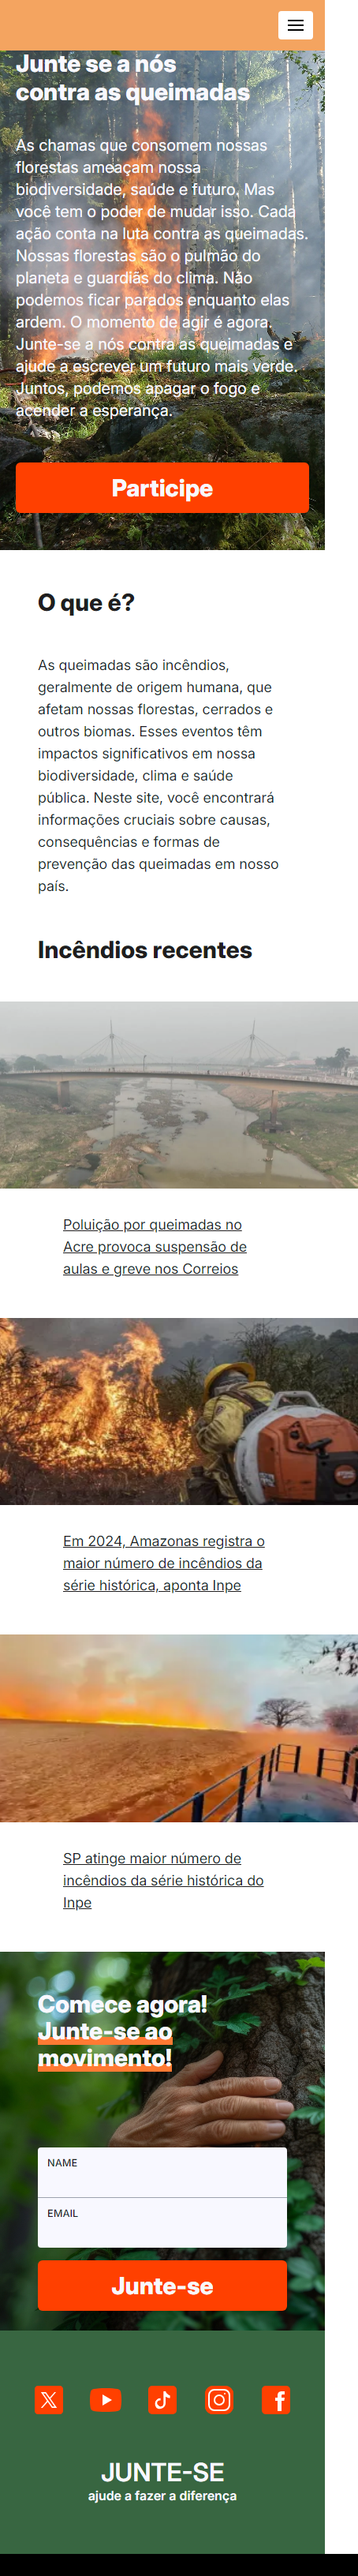 Junte se a nós
contra as queimadas
As chamas que consomem nossas
florestas ameaçam nossa
biodiversidade, saúde e futuro. Mas
você tem o poder de mudar isso. Cada
ação conta na luta contra as queimadas.
Nossas florestas são o pulmão do
planeta e guardiãs do clima. Não
podemos ficar parados enquanto elas
ardem. O momento de agir é agora.
Junte-se a nós contra as queimadas e
ajude a escrever um futuro mais verde.
Juntos, podemos apagar o fogo e
acender a esperança.
Participe
O que é?
As queimadas são incêndios,
geralmente de origem humana, que
afetam nossas florestas, cerrados e
outros biomas. Esses eventos têm
impactos significativos em nossa
biodiversidade, clima e saúde
pública. Neste site, você encontrará
informações cruciais sobre causas,
consequências e formas de
prevenção das queimadas em nosso
país.
Incêndios recentes
Poluição por queimadas no
Acre provoca suspensão de
aulas e greve nos Correios
Em 2024, Amazonas registra o
maior número de incêndios da
série histórica, aponta Inpe
SP atinge maior número de
incêndios da série histórica do
Inpe
Comece agora!
Junte-se ao
movimento!
NAME
EMAIL
Junte-se
JUNTE-SE
ajude a fazer a diferença